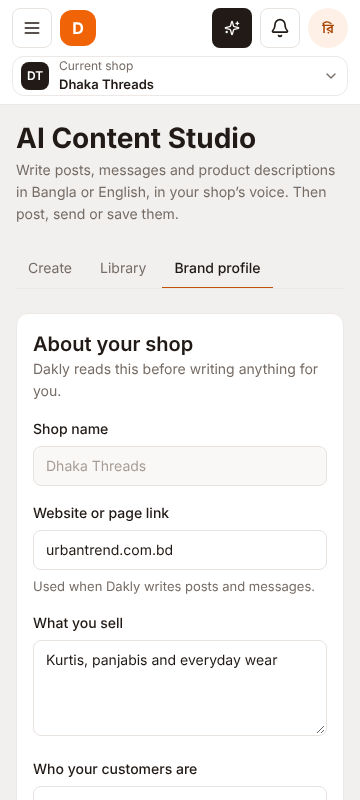 D
রি
DT
Current shop
Dhaka Threads
AI Content Studio
Write posts, messages and product descriptions
in Bangla or English, in your shop's voice. Then
post, send or save them.
Create Library Brand profile
About your shop
Dakly reads this before writing anything for
you.
Shop name
Dhaka Threads
Website or page link
urbantrend.com.bd
Used when Dakly writes posts and messages.
What you sell
Kurtis, panjabis and everyday wear
Who your customers are